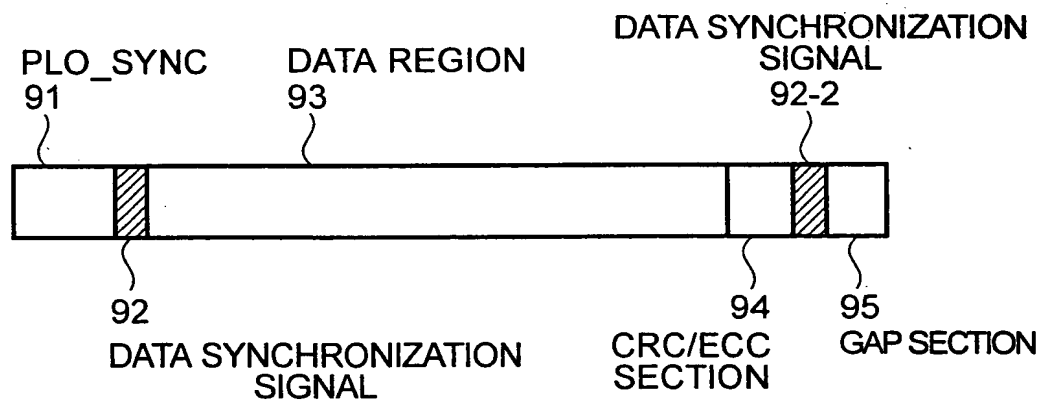 PLO_SYNC
91
DATA REGION
93
DATA SYNCHRONIZATION
SIGNAL
92-2
92
DATA SYNCHRONIZATION
SIGNAL
94
CRC/ECC
SECTION
95
GAP SECTION